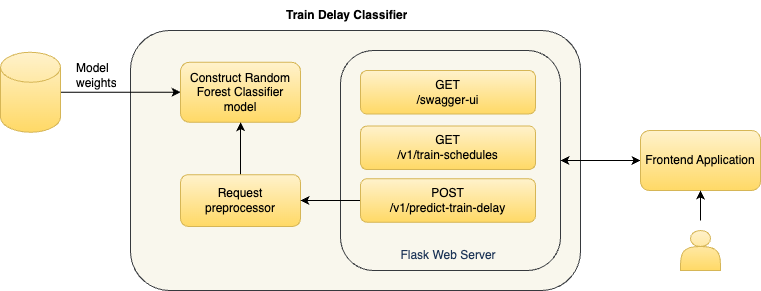 Train Delay Classifier
Model
weights
Construct Random
Forest Classifier
model
Request
preprocessor
GET
/swagger-ui
GET
/v1/train-schedules
POST
/v1/predict-train-delay
Flask Web Server
Frontend Application